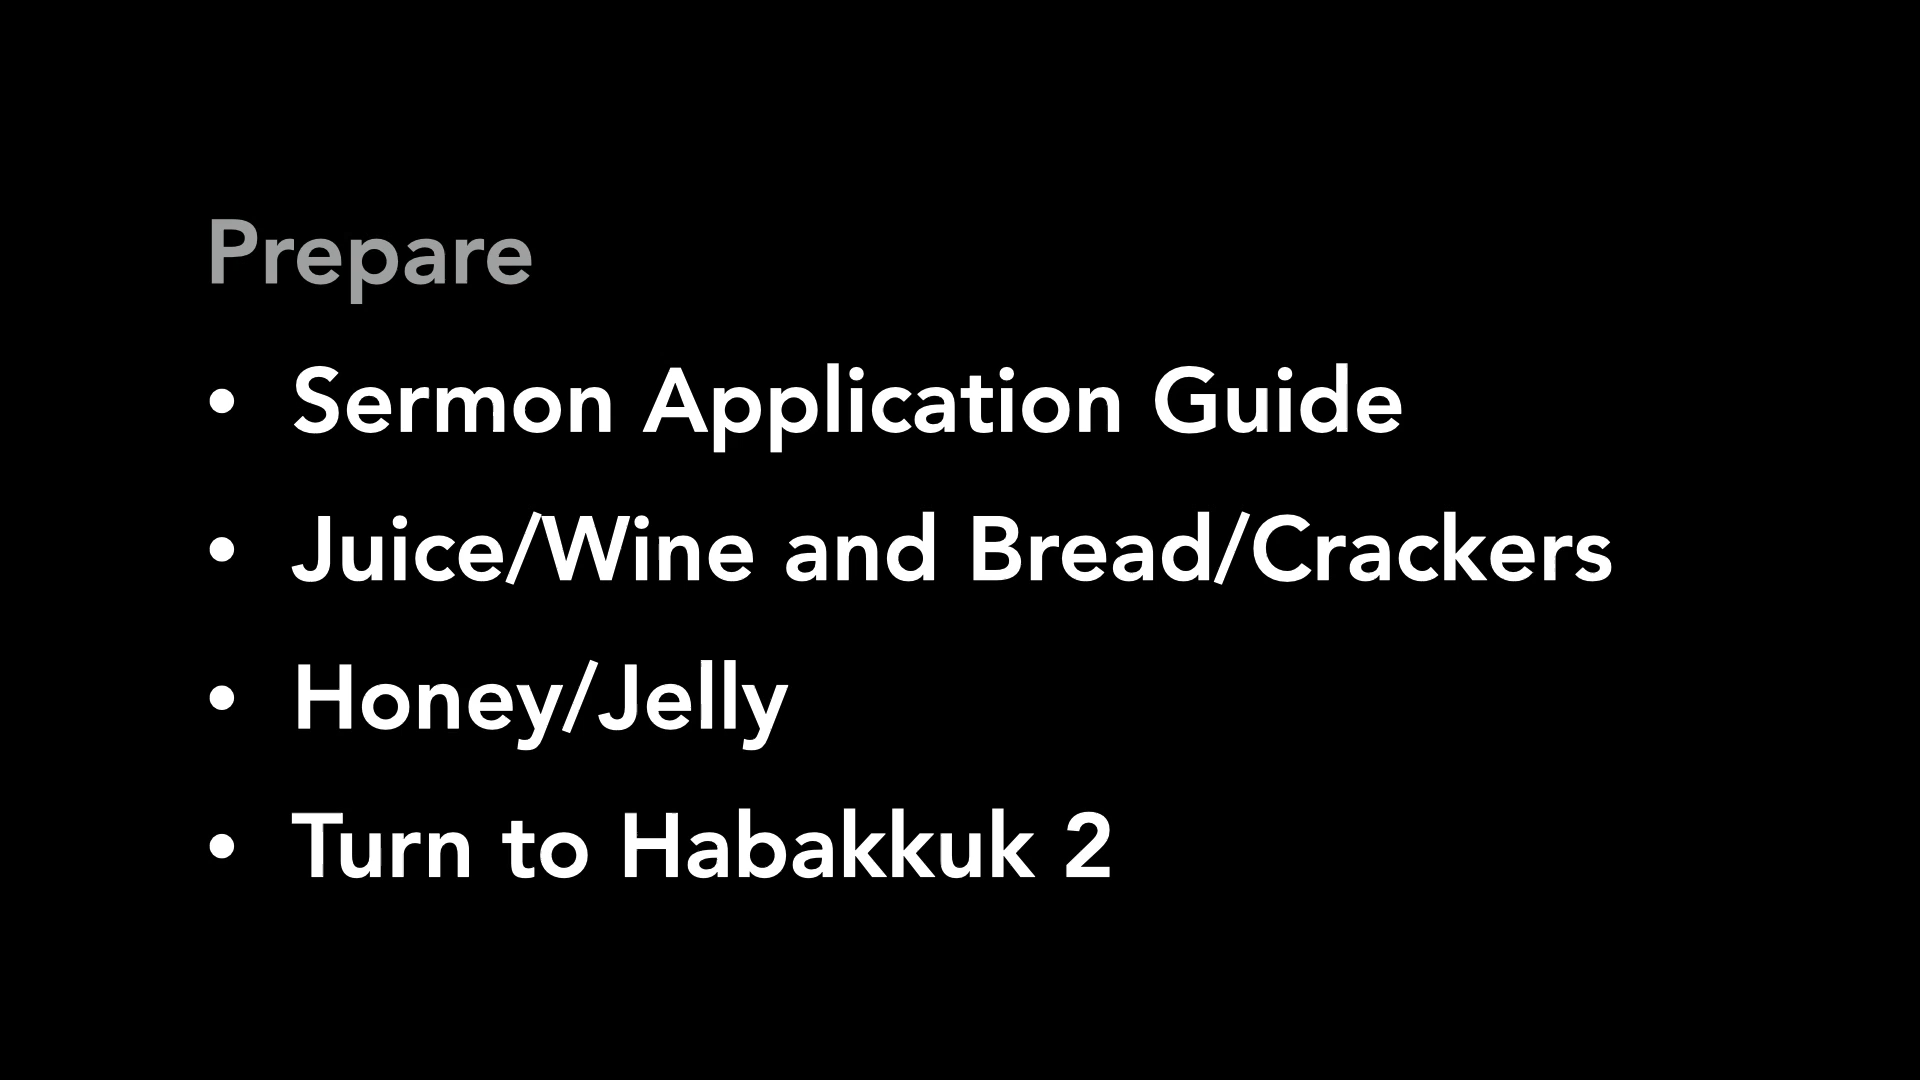 Prepare
• Sermon Application Guide
• Juice/Wine and Bread/Crackers
• Honey/Jelly
• Turn to Habakkuk 2